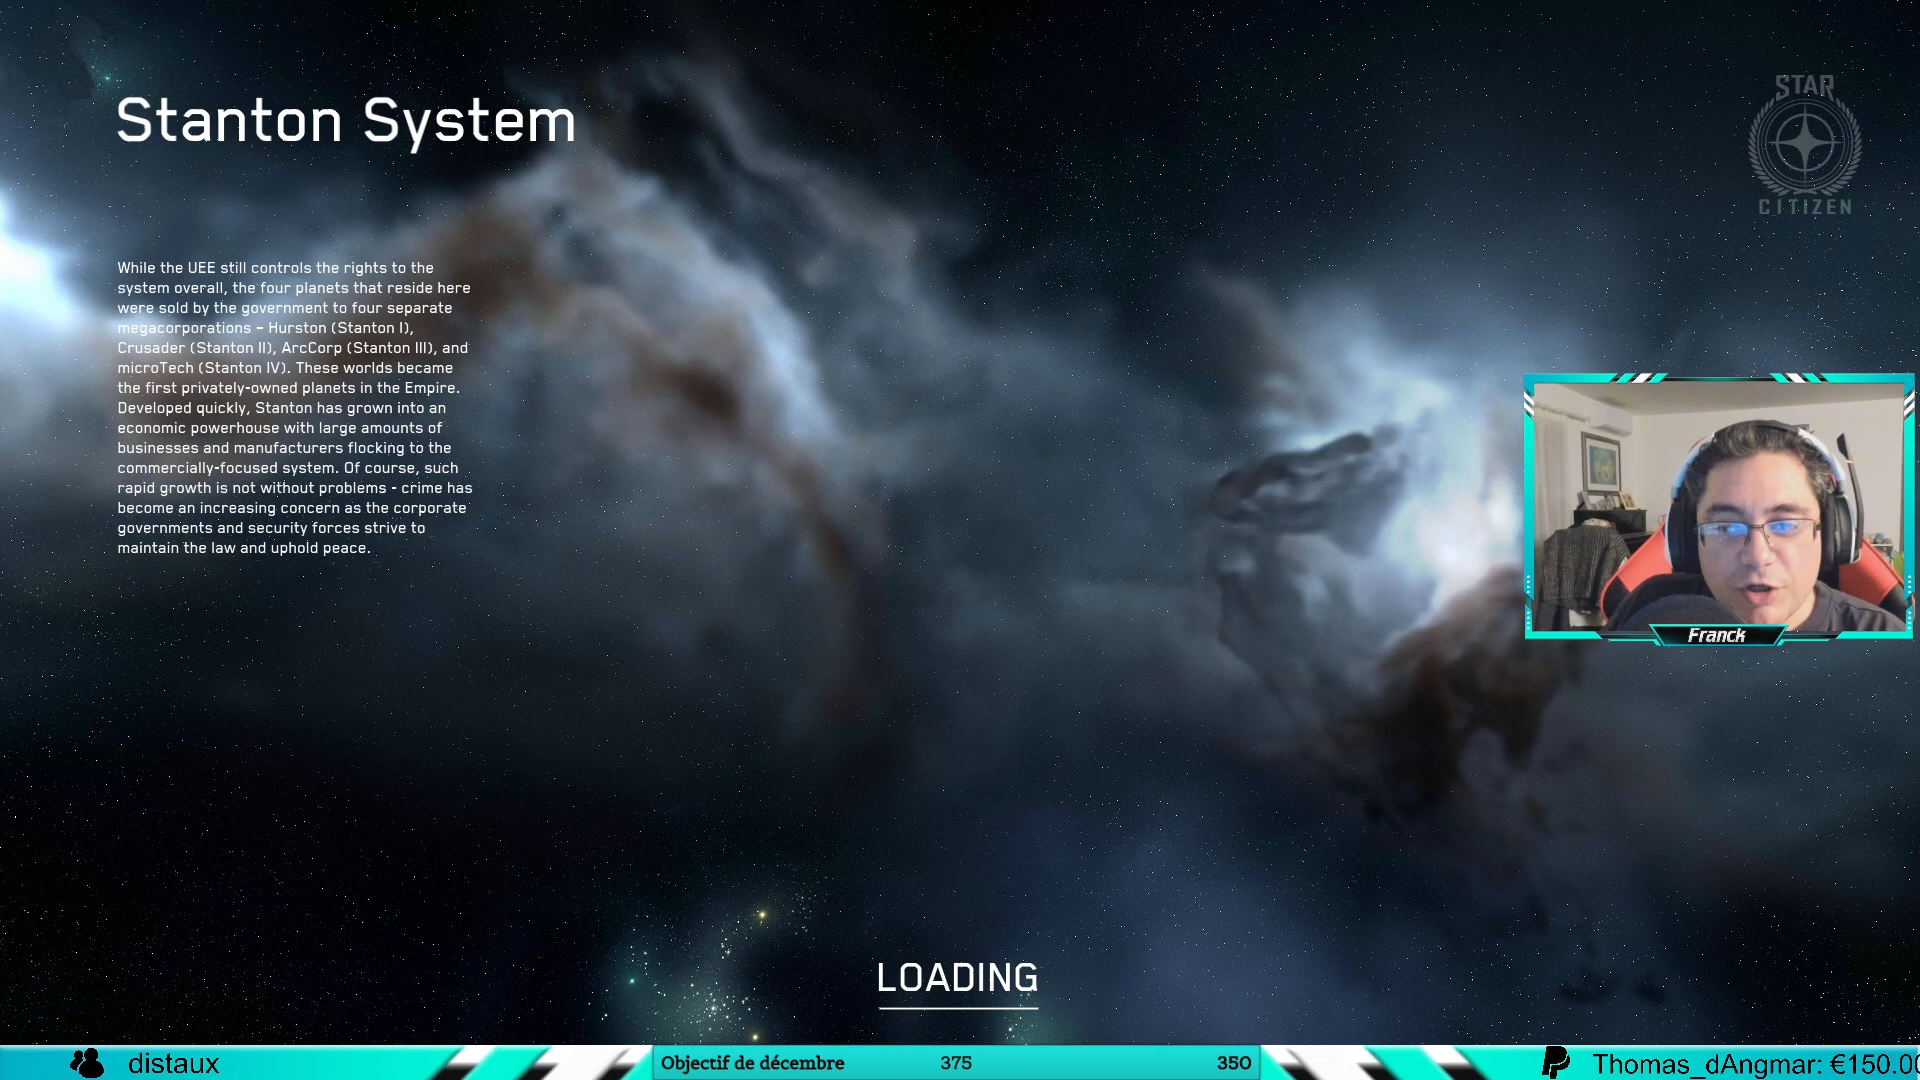 STAR
CITIZEN
Stanton System
While the UEE still controls the rights to the
system overall, the four planets that reside here
were sold by the government to four separate
megacorporations – Hurston (Stanton I),
Crusader (Stanton II), ArcCorp (Stanton III), and
microTech (Stanton IV). These worlds became
the first privately-owned planets in the Empire.
Developed quickly, Stanton has grown into an
economic powerhouse with large amounts of
businesses and manufacturers flocking to the
commercially-focused system. Of course, such
rapid growth is not without problems - crime has
become an increasing concern as the corporate
governments and security forces strive to
maintain the law and uphold peace.
Franck
LOADING
distaux
Objectif de décembre 375 350
Thomas_dAngmar: €150.00